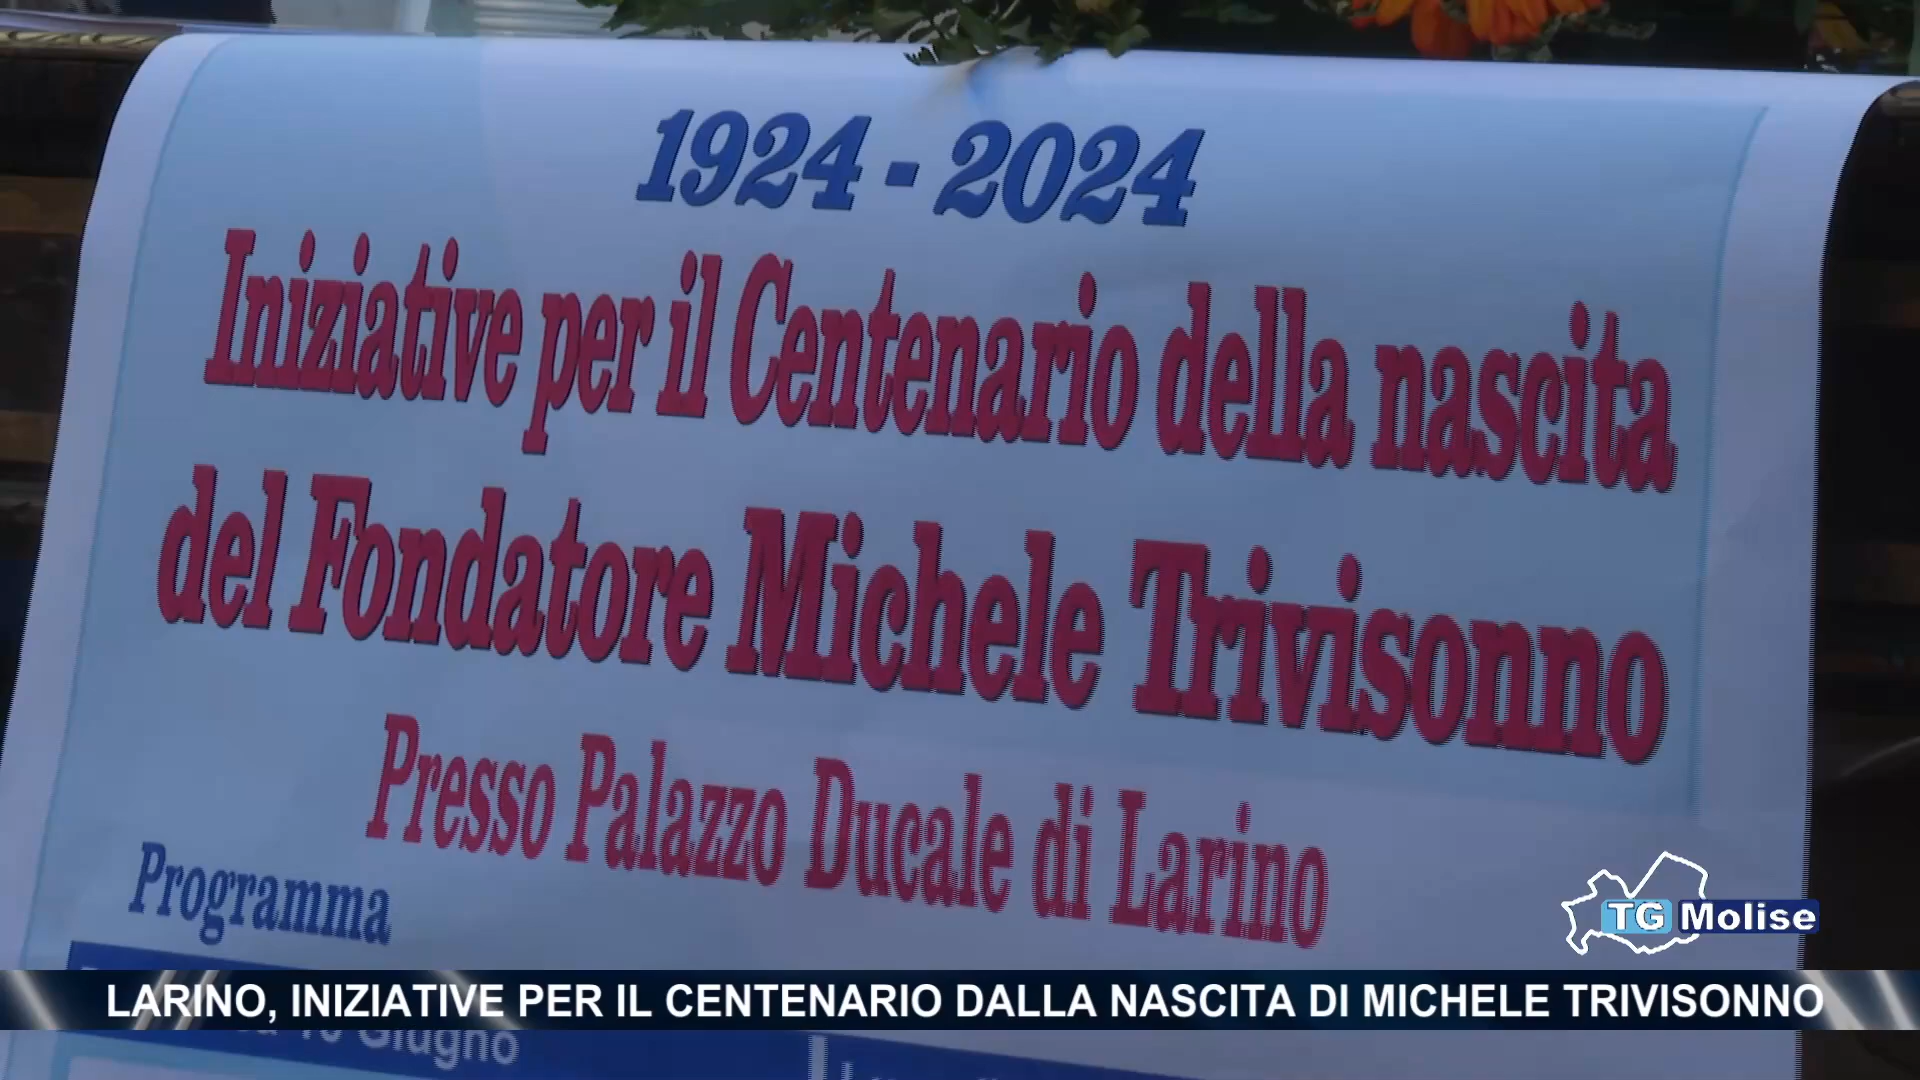 1924 - 2024
Iniziative per il Centenario della nascita
del Fondatore Michele Trivisonno
Presso Palazzo Ducale di Larino
Programma
TG Molise
LARINO, INIZIATIVE PER IL CENTENARIO DALLA NASCITA DI MICHELE TRIVISONNO
Giugno